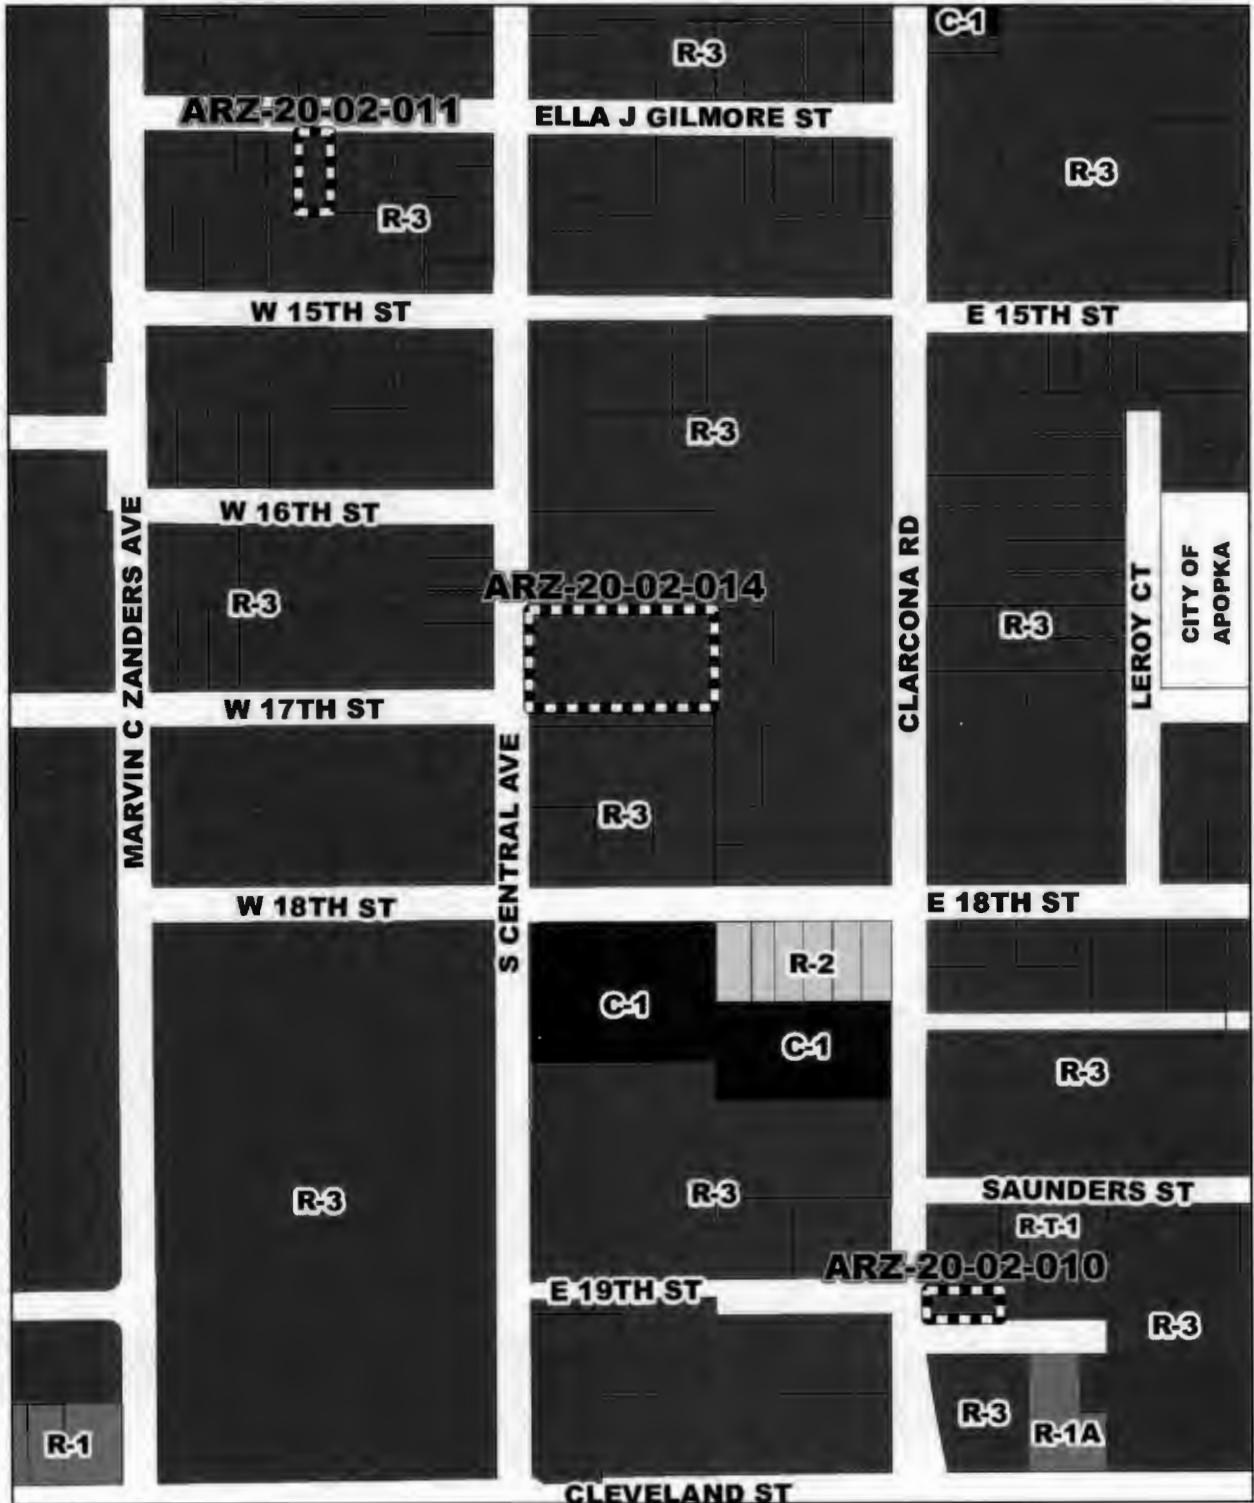 C-1
R-3
ARZ-20-02-011
ELLA J GILMORE ST
R-3
R-3
W 15TH ST
E 15TH ST
R-3
W 16TH ST
MARVIN C ZANDERS AVE
CLARCONA RD
CITY OF
APOPKA
LEROY CT
ARZ-20-02-014
R-3
R-3
W 17TH ST
S CENTRAL AVE
R-3
W 18TH ST
E 18TH ST
R-2
C-1
C-1
R-3
R-3
R-3
SAUNDERS ST
R-T-1
ARZ-20-02-010
E 19TH ST
R-3
R-3
R-1A
R-1
CLEVELAND ST